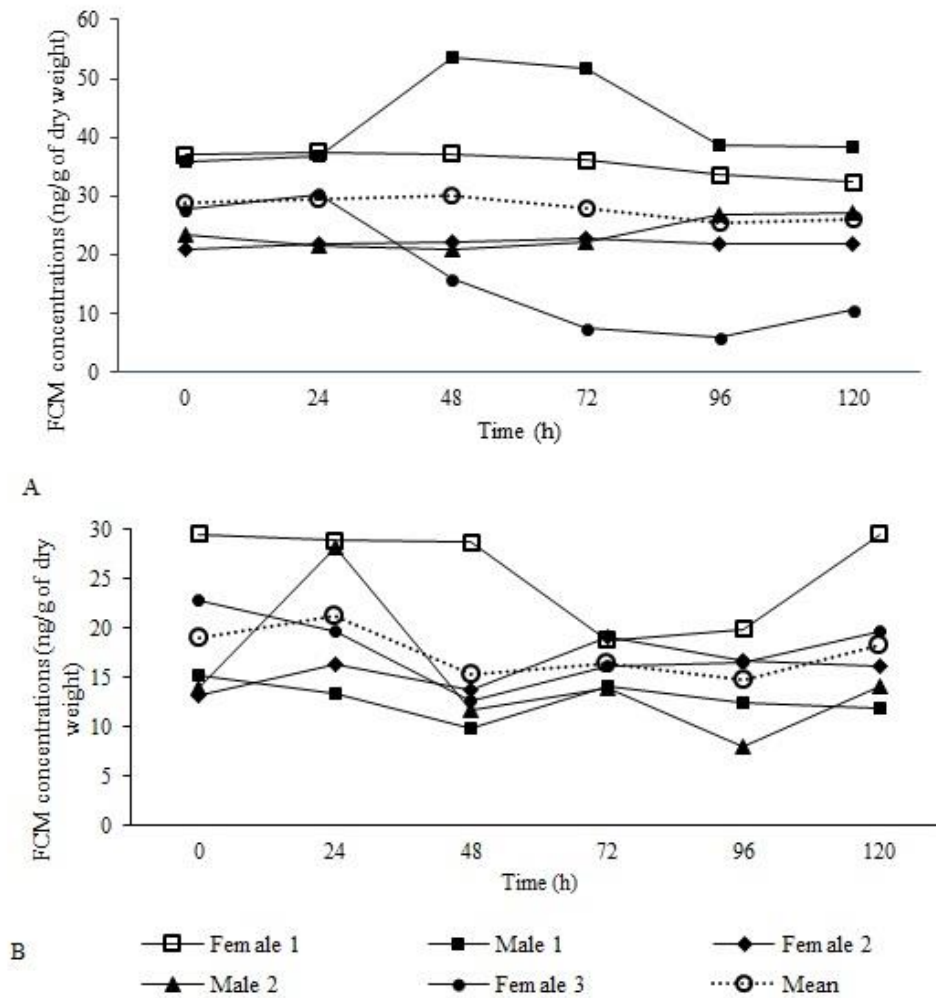 60
50
40
30
20
10
0
FCM concentrations (ng/g of dry weight)
0 24 48 72 96 120
Time (h)
A
30
25
20
15
10
5
0
FCM concentrations (ng/g of dry
weight)
0 24 48 72 96 120
Time (h)
B
Female 1 Male 1 Female 2
Male 2 Female 3 Mean